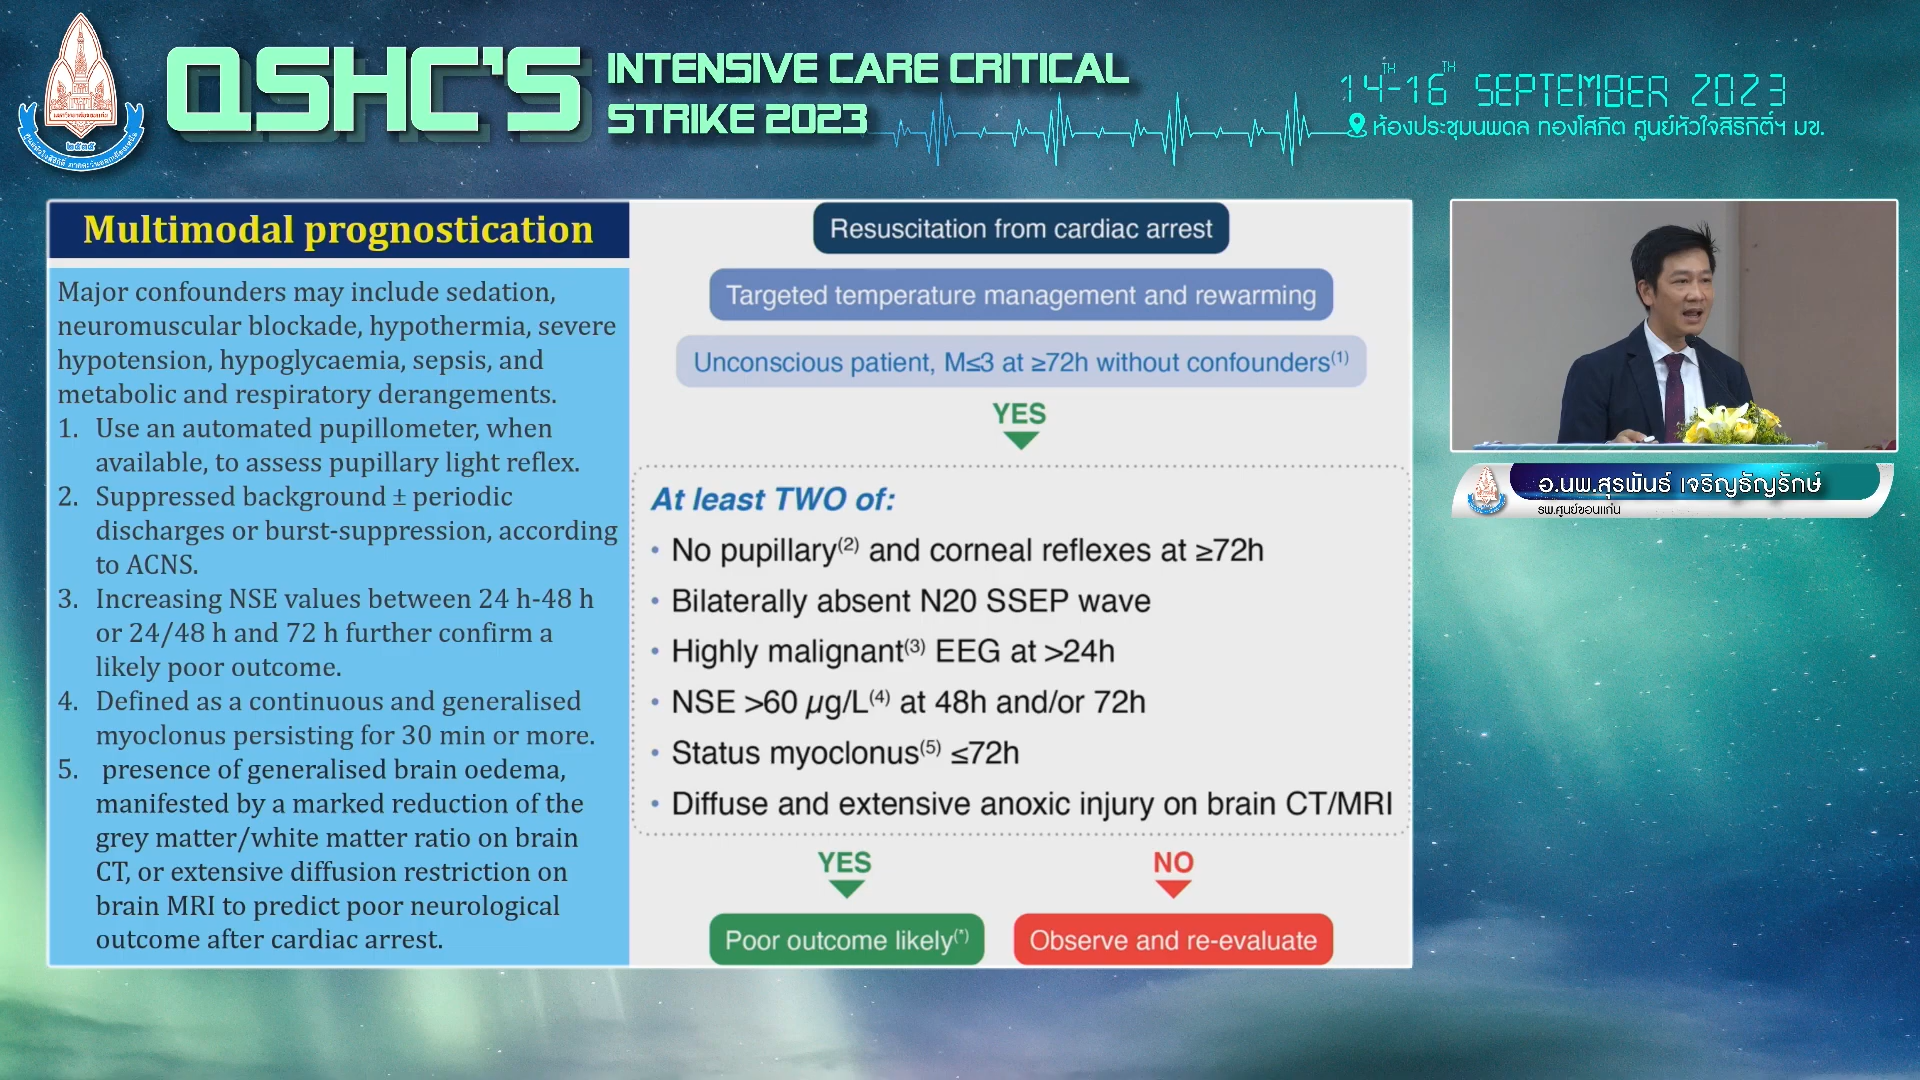 QSHC'S
INTENSIVE CARE CRITICAL
STRIKE 2023
14TH-16TH SEPTEMBER 2023
ห้องประชุมนพดล ทองโสภิต ศูนย์หัวใจสิริกิติ์ฯ มข.
Multimodal prognostication
Major confounders may include sedation,
neuromuscular blockade, hypothermia, severe
hypotension, hypoglycaemia, sepsis, and
metabolic and respiratory derangements.
1. Use an automated pupillometer, when
available, to assess pupillary light reflex.
2. Suppressed background ± periodic
discharges or burst-suppression, according
to ACNS.
3. Increasing NSE values between 24 h-48 h
or 24/48 h and 72 h further confirm a
likely poor outcome.
4. Defined as a continuous and generalised
myoclonus persisting for 30 min or more.
5. presence of generalised brain oedema,
manifested by a marked reduction of the
grey matter/white matter ratio on brain
CT, or extensive diffusion restriction on
brain MRI to predict poor neurological
outcome after cardiac arrest.
Resuscitation from cardiac arrest
Targeted temperature management and rewarming
Unconscious patient, M≤3 at ≥72h without confounders(1)
YES
At least TWO of:
• No pupillary(2) and corneal reflexes at ≥72h
• Bilaterally absent N20 SSEP wave
• Highly malignant(3) EEG at >24h
• NSE >60 µg/L(4) at 48h and/or 72h
• Status myoclonus(5) ≤72h
• Diffuse and extensive anoxic injury on brain CT/MRI
YES
NO
Poor outcome likely(*)
Observe and re-evaluate
อ.นพ.สุรพันธ์ เจริญธัญรักษ์
รพ.ศูนย์ขอนแก่น